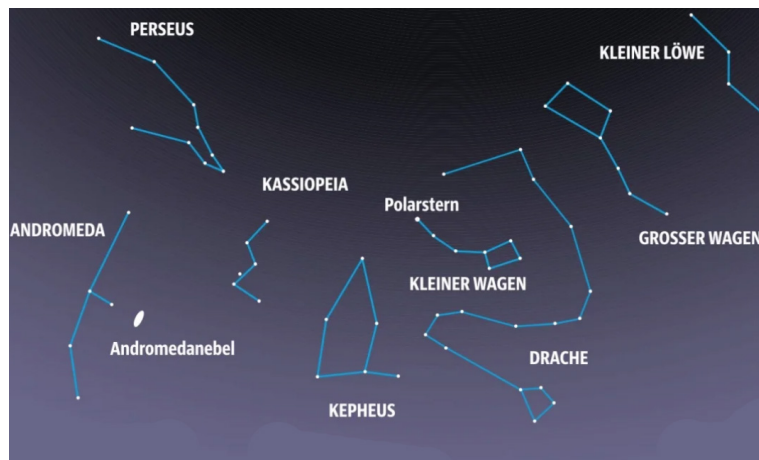 PERSEUS
KLEINER LÖWE
KASSIOPEIA
Polarstern
ANDROMEDA
GROSSER WAGEN
KLEINER WAGEN
Andromedanebel
DRACHE
KEPHEUS